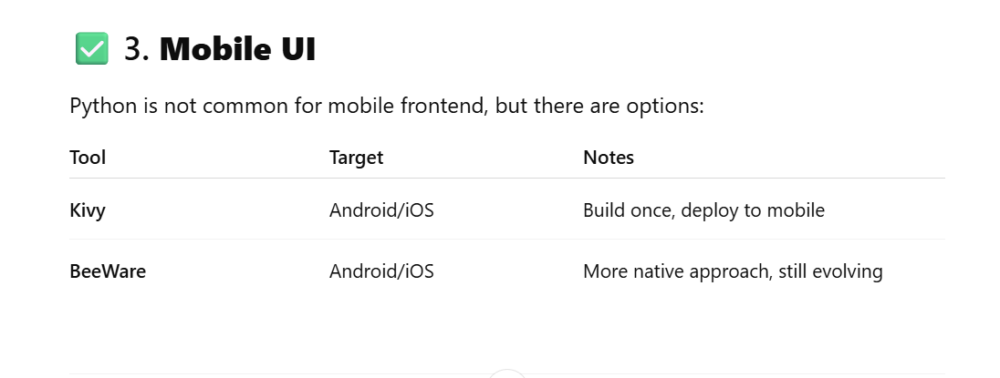 ✅ 3. Mobile UI
Python is not common for mobile frontend, but there are options:
Tool Target Notes
Kivy Android/iOS Build once, deploy to mobile
BeeWare Android/iOS More native approach, still evolving